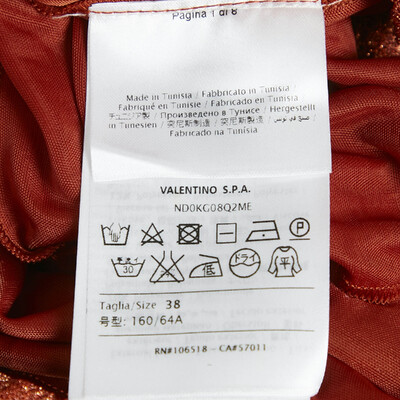 Pagina 1 di 8
Made in Tunisia / Fabbricato in Tunisia /
Fabriqué en Tunisie / Fabricado en Tunisia /
チュニジア製 / Произведено в Тунисе / Hergestellt
in Tunesien / 突尼斯制造 / 突尼斯製造 / صنع في تونس /
Fabricado na Tunísia
VALENTINO S.P.A.
ND0KG08Q2ME
P
30 低 ドライ 平
Taglia/Size 38
号型: 160/64A
RN#106518 - CA#57011